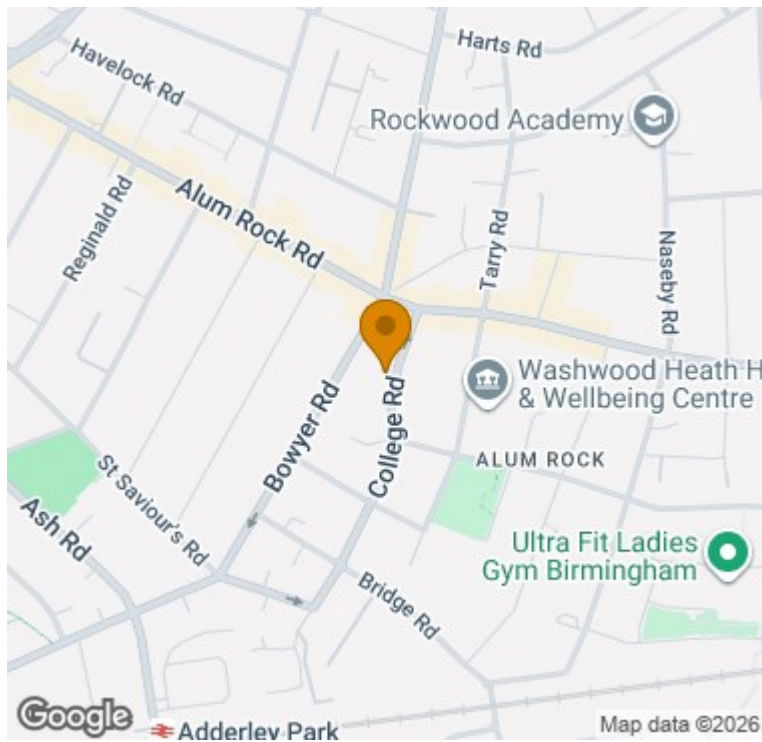 Harts Rd
Havelock Rd
Rockwood Academy
Reginald Rd
Alum Rock Rd
Tarry Rd
Naseby Rd
Washwood Heath H
& Wellbeing Centre
Bowyer Rd
College Rd
ALUM ROCK
St Saviour's Rd
Ash Rd
Ultra Fit Ladies
Gym Birmingham
Bridge Rd
Google
Adderley Park
Map data ©2026